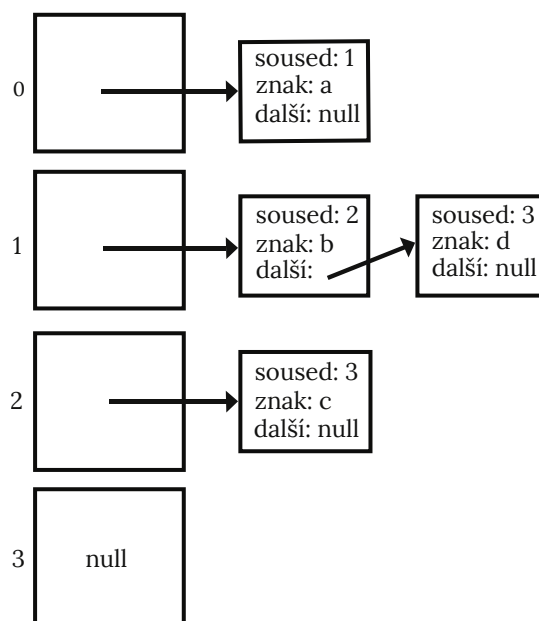 0
soused: 1
znak: a
další: null
1
soused: 2
znak: b
další:
soused: 3
znak: d
další: null
2
soused: 3
znak: c
další: null
3
null